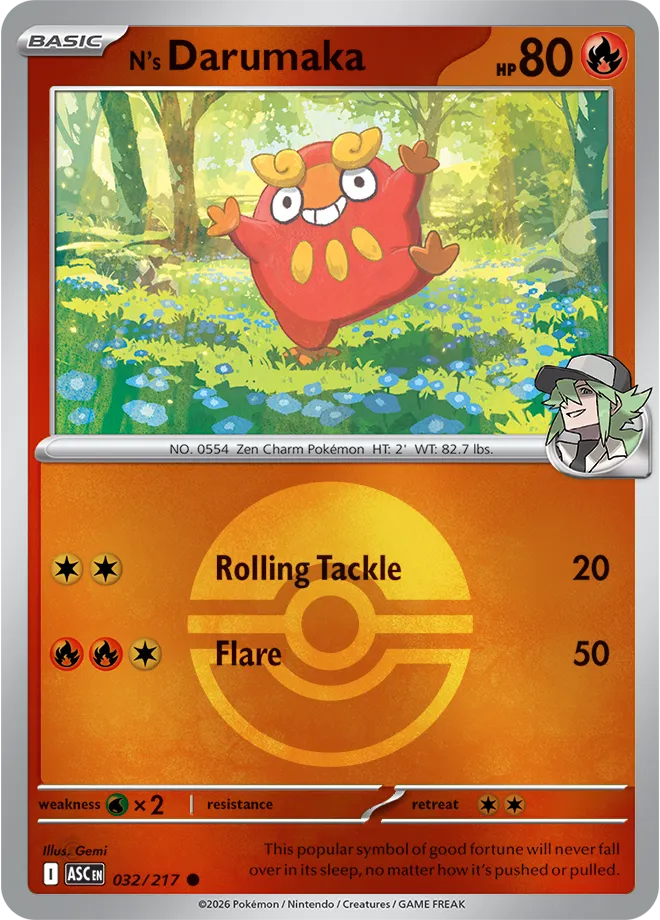 BASIC
N's Darumaka HP 80
NO. 0554 Zen Charm Pokémon HT: 2' WT: 82.7 lbs.
Rolling Tackle 20
Flare 50
weakness ×2 resistance retreat
Illus. Gemi
This popular symbol of good fortune will never fall
over in its sleep, no matter how it's pushed or pulled.
I ASC EN 032/217
©2026 Pokémon / Nintendo / Creatures / GAME FREAK